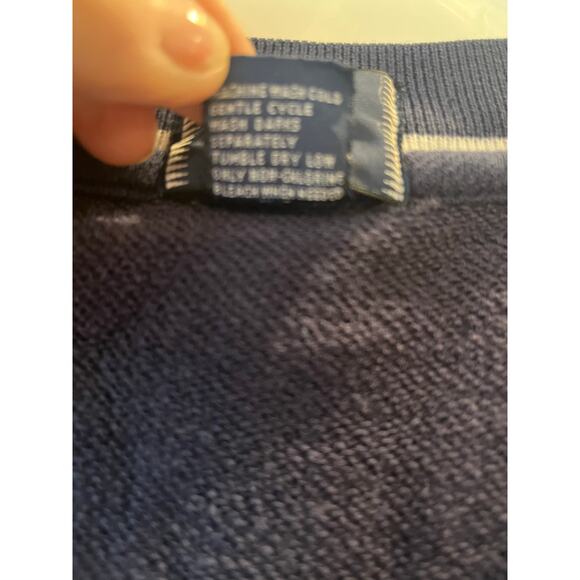 MACHINE WASH COLD
GENTLE CYCLE
WASH DARKS
SEPARATELY
TUMBLE DRY LOW
ONLY NON-CHLORINE
BLEACH WHEN NEEDED